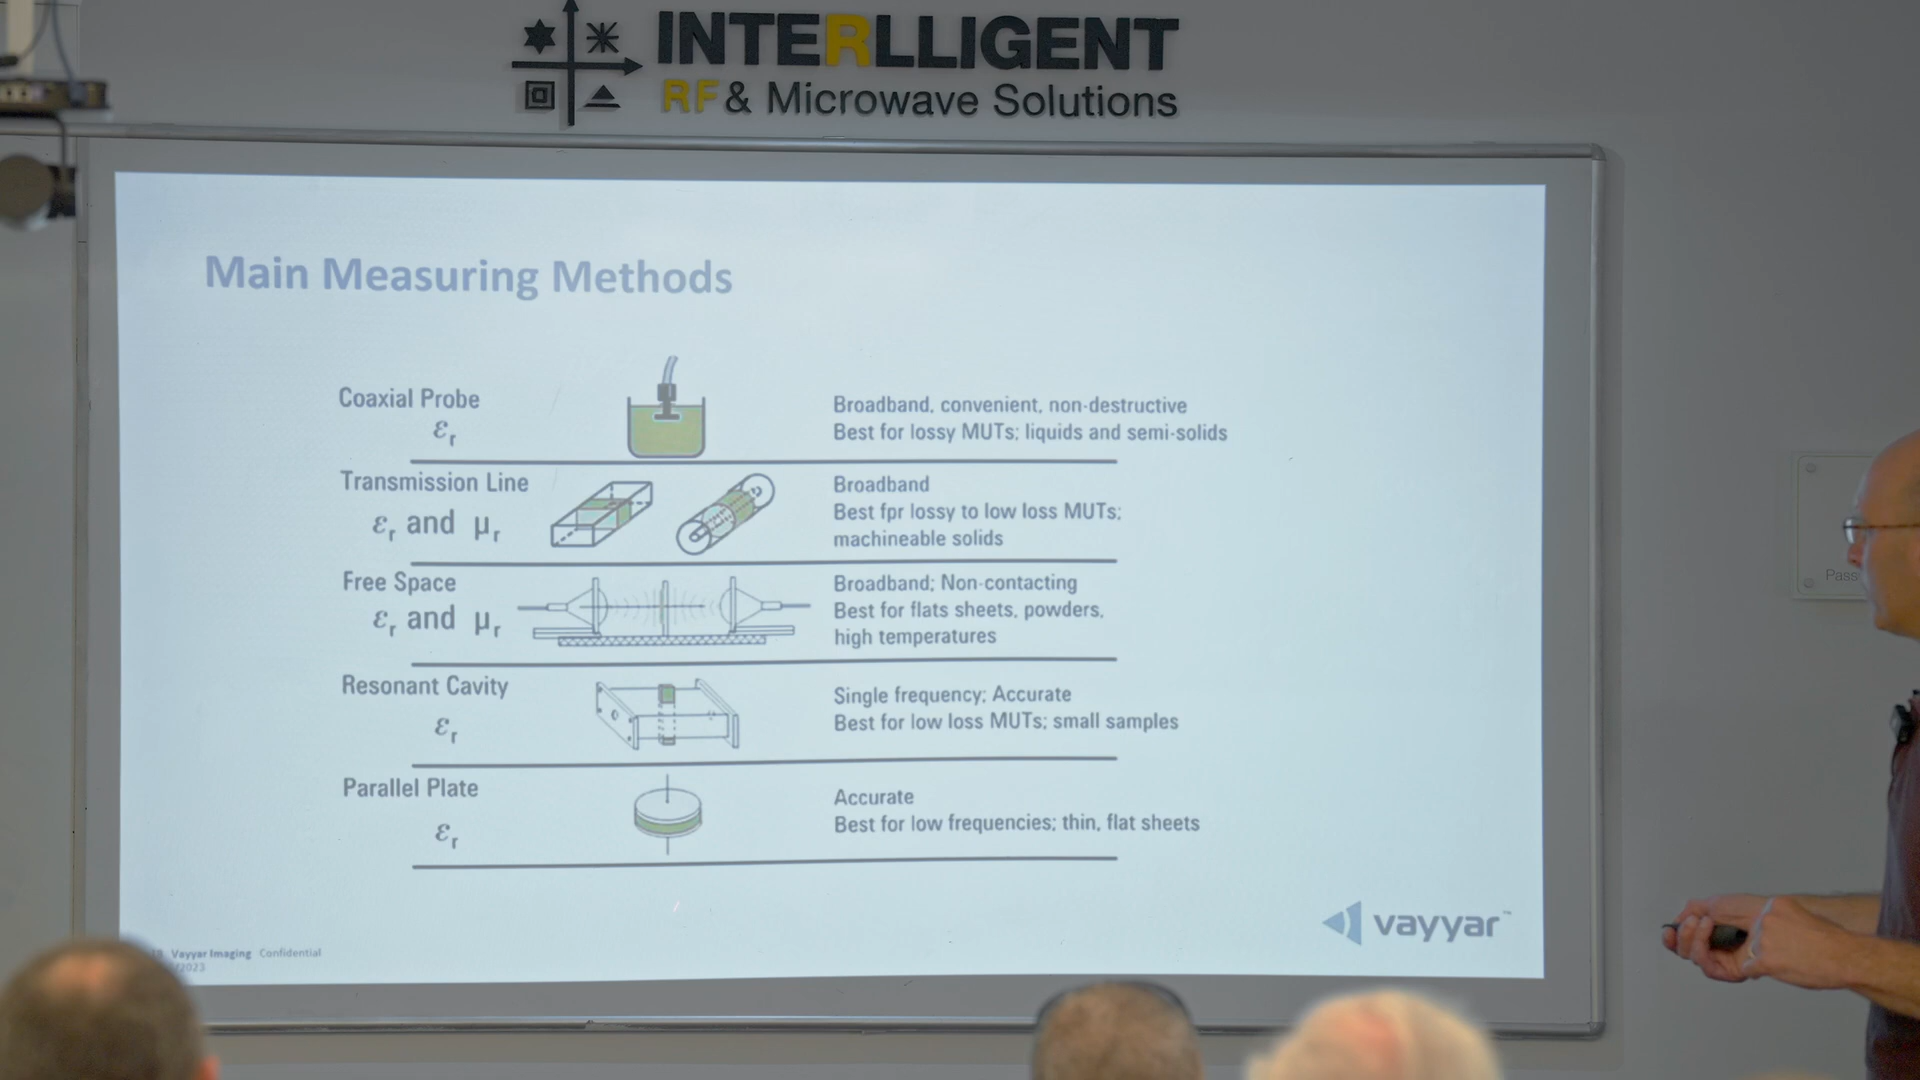 INTERLLIGENT
RF & Microwave Solutions
Main Measuring Methods
Coaxial Probe
εr
Broadband, convenient, non-destructive
Best for lossy MUTs; liquids and semi-solids
Transmission Line
εr and μr
Broadband
Best fpr lossy to low loss MUTs;
machineable solids
Free Space
εr and μr
Broadband; Non-contacting
Best for flats sheets, powders,
high temperatures
Resonant Cavity
εr
Single frequency; Accurate
Best for low loss MUTs; small samples
Parallel Plate
εr
Accurate
Best for low frequencies; thin, flat sheets
vayyar™
Vayyar Imaging Confidential
/2023
Pass